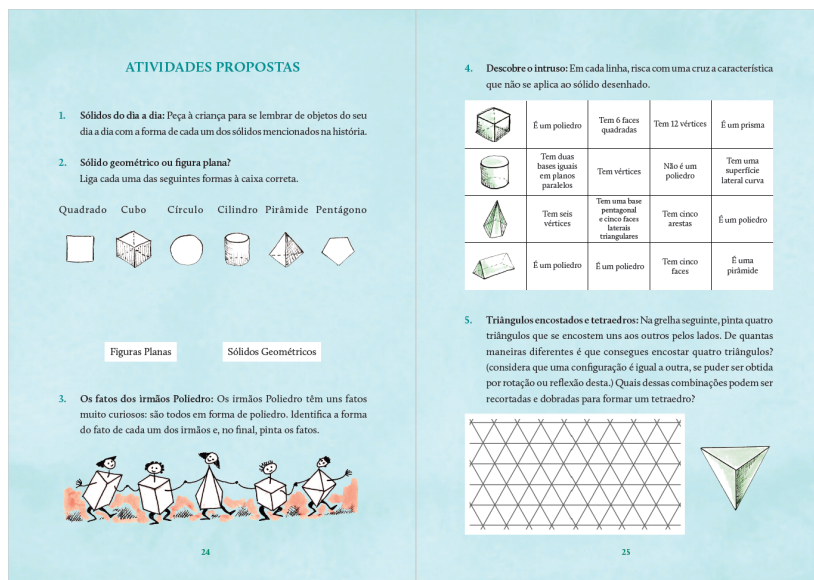 ATIVIDADES PROPOSTAS
1. Sólidos do dia a dia: Peça à criança para se lembrar de objetos do seu
dia a dia com a forma de cada um dos sólidos mencionados na história.
2. Sólido geométrico ou figura plana?
Liga cada uma das seguintes formas à caixa correta.
Quadrado Cubo Círculo Cilindro Pirâmide Pentágono
Figuras Planas Sólidos Geométricos
3. Os fatos dos irmãos Poliedro: Os irmãos Poliedro têm uns fatos
muito curiosos: são todos em forma de poliedro. Identifica a forma
do fato de cada um dos irmãos e, no final, pinta os fatos.
24
4. Descobre o intruso: Em cada linha, risca com uma cruz a característica
que não se aplica ao sólido desenhado.
É um poliedro
Tem 6 faces
quadradas
Tem 12 vértices
É um prisma
Tem duas
bases iguais
em planos
paralelos
Tem vértices
Não é um
poliedro
Tem uma
superfície
lateral curva
Tem seis
vértices
Tem uma base
pentagonal
e cinco faces
laterais
triangulares
Tem cinco
arestas
É um poliedro
É um poliedro
É um poliedro
Tem cinco
faces
É uma
pirâmide
5. Triângulos encostados e tetraedros: Na grelha seguinte, pinta quatro
triângulos que se encostem uns aos outros pelos lados. De quantas
maneiras diferentes é que consegues encostar quatro triângulos?
(considera que uma configuração é igual a outra, se puder ser obtida
por rotação ou reflexão desta.) Quais dessas combinações podem ser
recortadas e dobradas para formar um tetraedro?
25